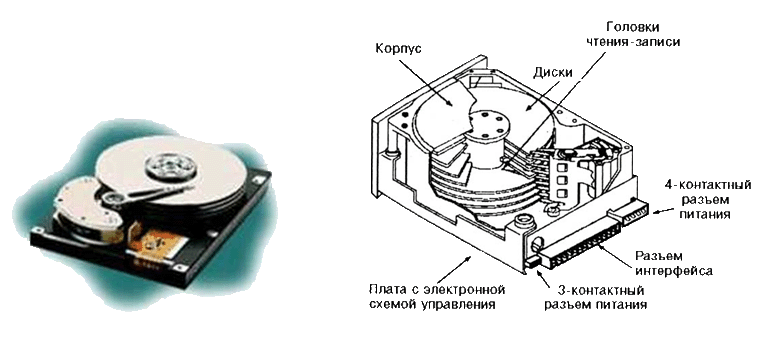 Головки
чтения-записи
Корпус
Диски
4-контактный
разъем
питания
Разъем
интерфейса
Плата с электронной
схемой управления
3-контактный
разъем питания